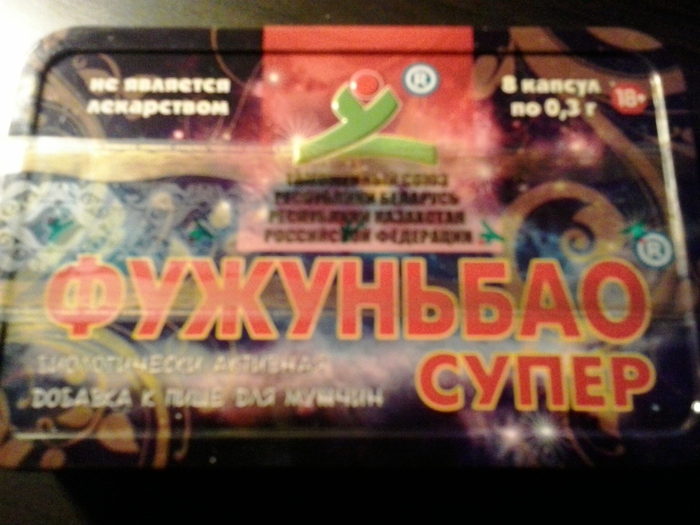 не является
лекарством
®
8 капсул
по 0,3 г
18+
ТАМОЖЕННЫЙ СОЮЗ
РЕСПУБЛИКИ БЕЛАРУСЬ
РЕСПУБЛИКИ КАЗАХСТАН
РОССИЙСКОЙ ФЕДЕРАЦИИ
ФУЖУНЬБАО ®
СУПЕР
БИОЛОГИЧЕСКИ АКТИВНАЯ
ДОБАВКА К ПИЩЕ ДЛЯ МУЖЧИН